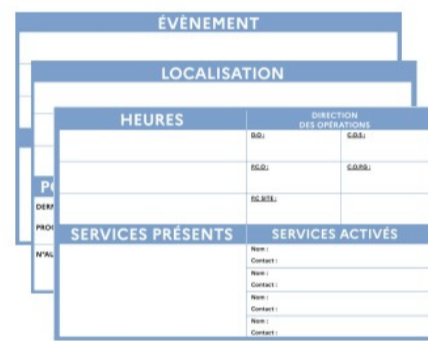 ÉVÈNEMENT
LOCALISATION
HEURES
DIRECTION
DES OPÉRATIONS
D.O :
C.O.S :
P.C.O :
C.O.P.G :
P.C SITE :
SERVICES PRÉSENTS
SERVICES ACTIVÉS
Nom :
Contact :
Nom :
Contact :
Nom :
Contact :
Nom :
Contact :